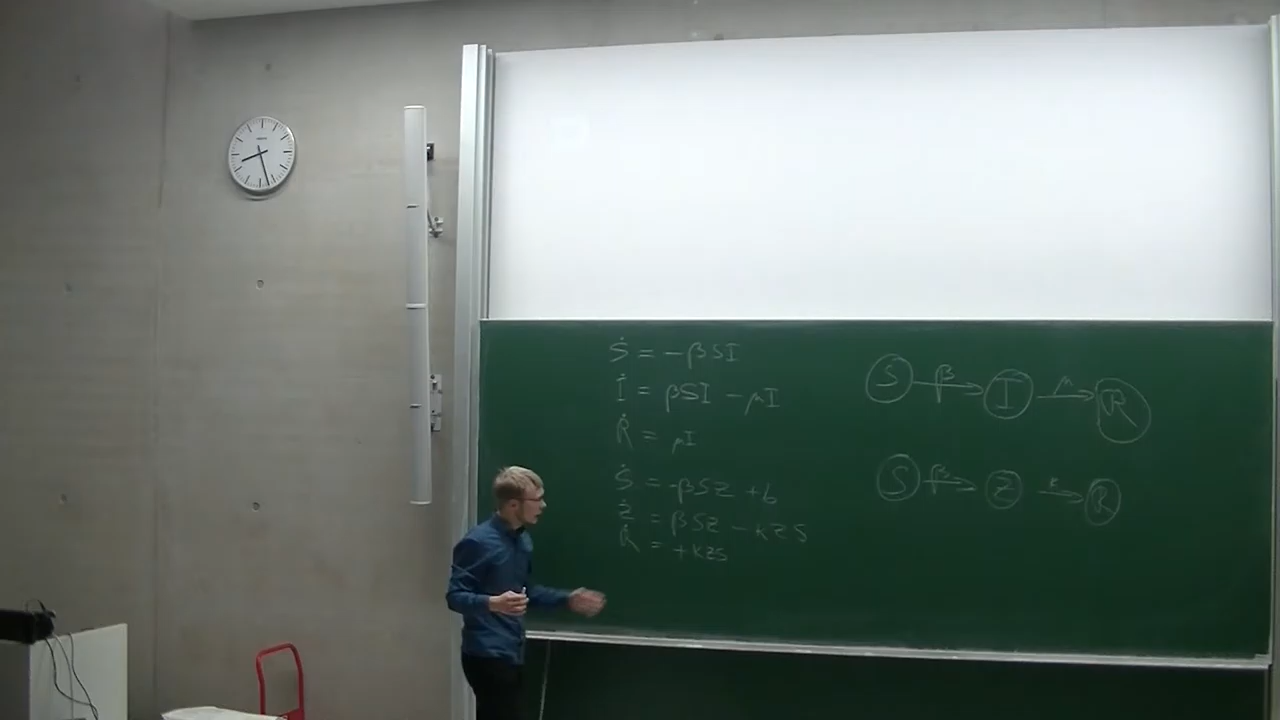 Ṡ = -βSI
İ = βSI - μI
Ṙ = μI
Ṡ = -βSZ + b
Ż = βSZ - kZS
Ṙ = +kZS
S β I μ R
S β Z k R